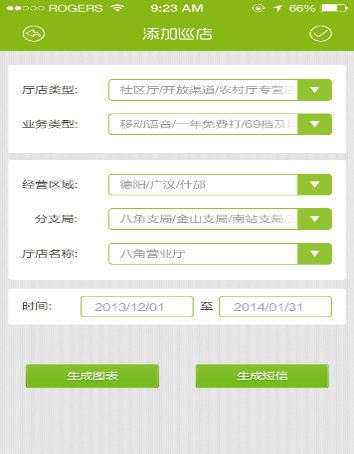 ROGERS 9:23 AM 66%
添加巡店
厅店类型: 社区厅/开放渠道/农村厅专营店
业务类型: 移动语音/一年免费打/69档及
经营区域: 德阳/广汉/什邡
分支局: 八角支局/金山支局/南站支局
厅店名称: 八角营业厅
时间: 2013/12/01 至 2014/01/31
生成图表 生成短信